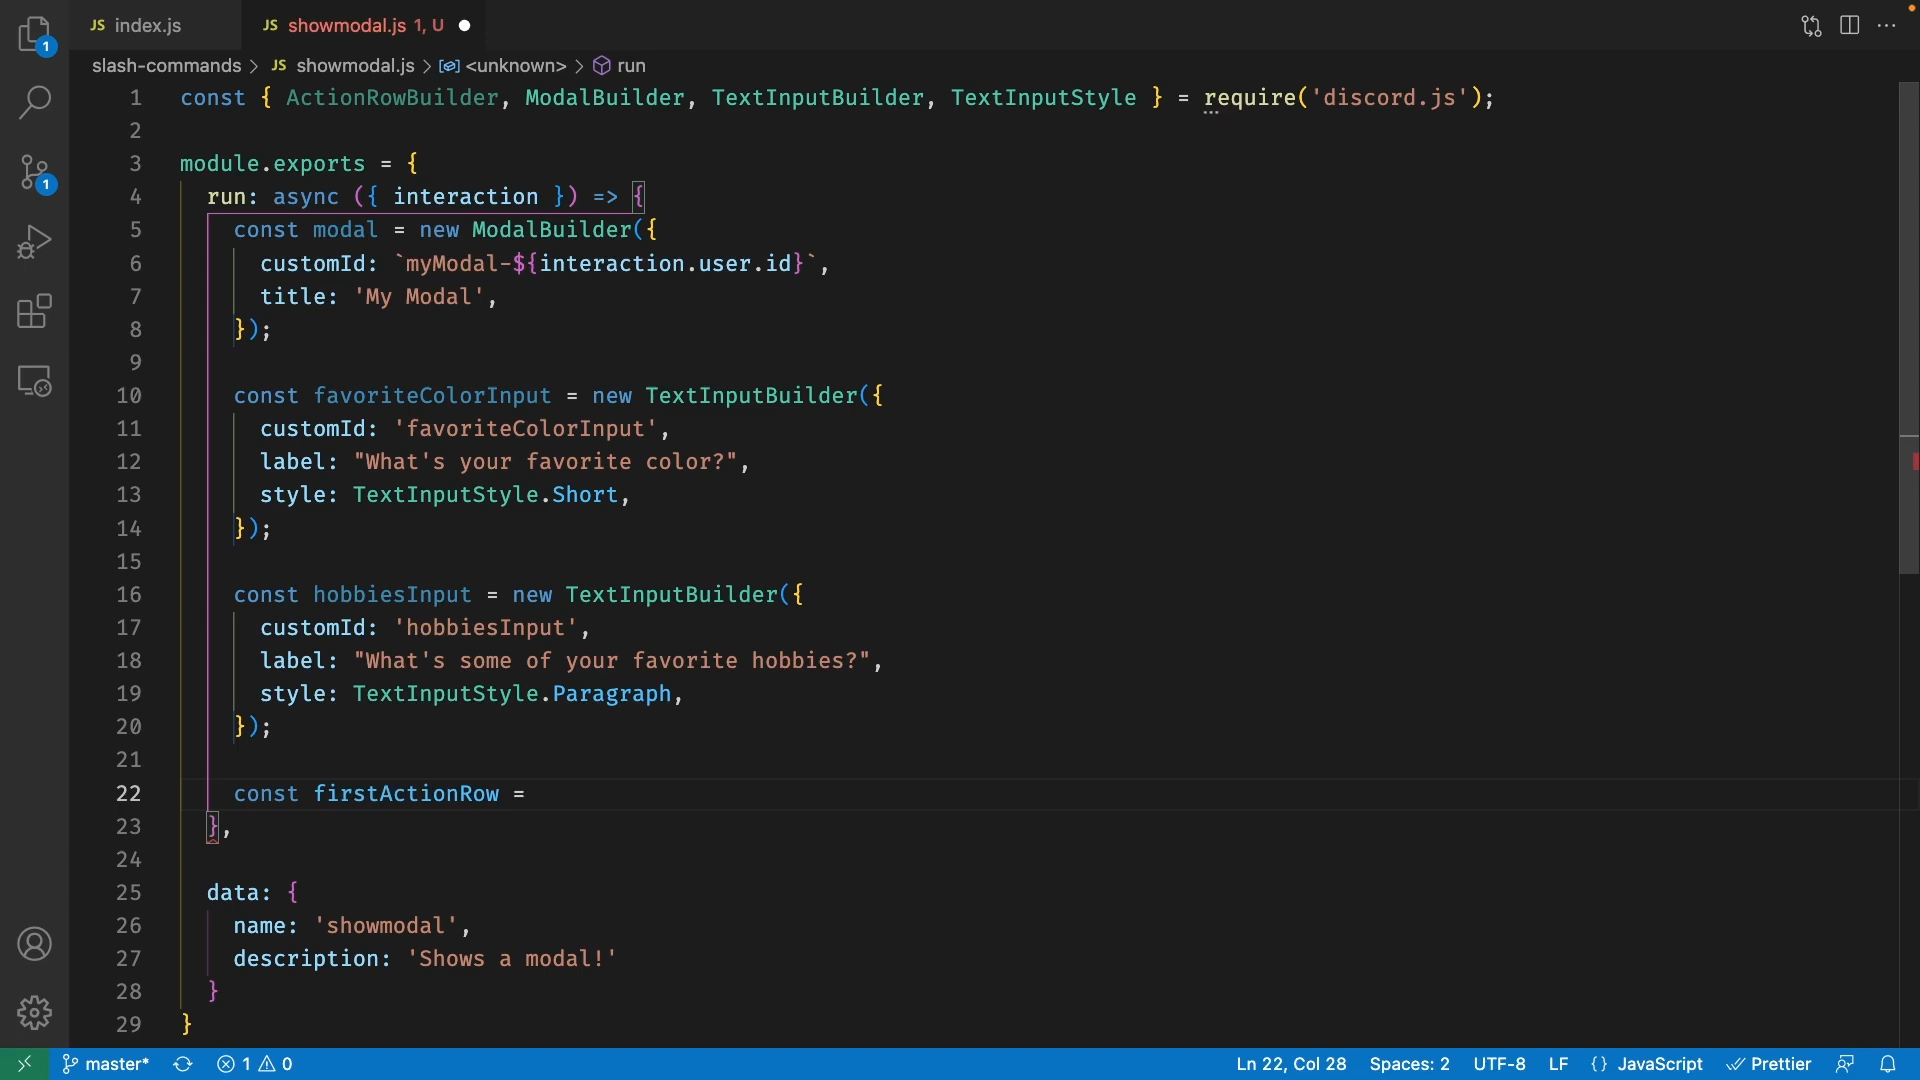 JS index.js
JS showmodal.js 1, U
slash-commands > JS showmodal.js > <unknown> > run
1 const { ActionRowBuilder, ModalBuilder, TextInputBuilder, TextInputStyle } = require('discord.js');
2
3 module.exports = {
4 run: async ({ interaction }) => {
5 const modal = new ModalBuilder({
6 customId: `myModal-${interaction.user.id}`,
7 title: 'My Modal',
8 });
9
10 const favoriteColorInput = new TextInputBuilder({
11 customId: 'favoriteColorInput',
12 label: "What's your favorite color?",
13 style: TextInputStyle.Short,
14 });
15
16 const hobbiesInput = new TextInputBuilder({
17 customId: 'hobbiesInput',
18 label: "What's some of your favorite hobbies?",
19 style: TextInputStyle.Paragraph,
20 });
21
22 const firstActionRow =
23 },
24
25 data: {
26 name: 'showmodal',
27 description: 'Shows a modal!'
28 }
29 }
1
1
master* 1 0 Ln 22, Col 28 Spaces: 2 UTF-8 LF {} JavaScript Prettier